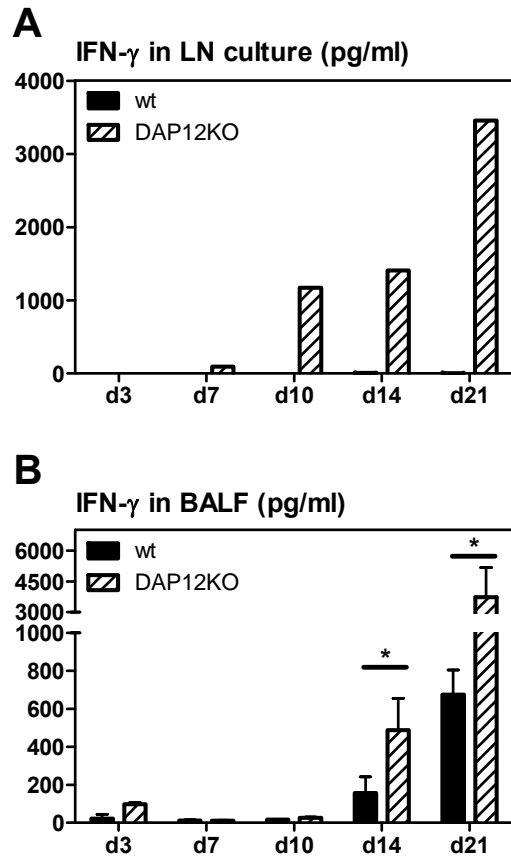 A
IFN-γ in LN culture (pg/ml)
4000
wt
DAP12KO
3000
2000
1000
0
d3 d7 d10 d14 d21
B
IFN-γ in BALF (pg/ml)
6000
wt
*
4500
DAP12KO
3000
1000
800
*
600
400
200
0
d3 d7 d10 d14 d21